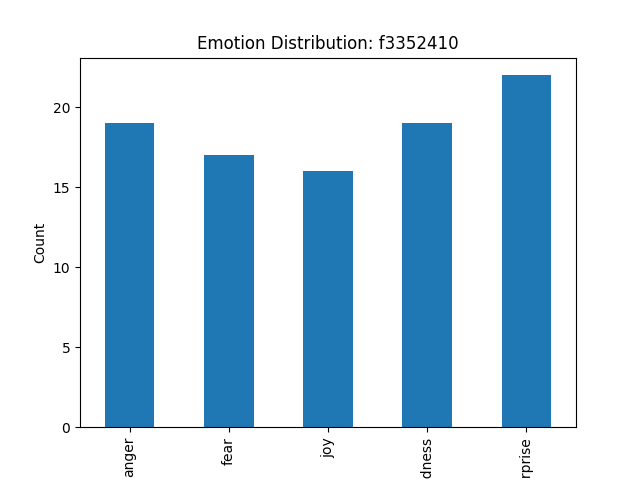 Emotion Distribution: f3352410
Count
20
15
10
5
0
anger
fear
joy
dness
rprise